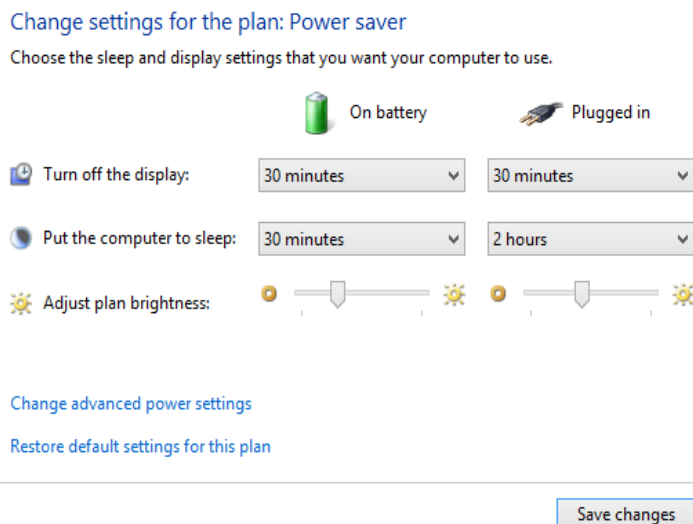 Change settings for the plan: Power saver
Choose the sleep and display settings that you want your computer to use.
On battery Plugged in
Turn off the display: 30 minutes 30 minutes
Put the computer to sleep: 30 minutes 2 hours
Adjust plan brightness:
Change advanced power settings
Restore default settings for this plan
Save changes